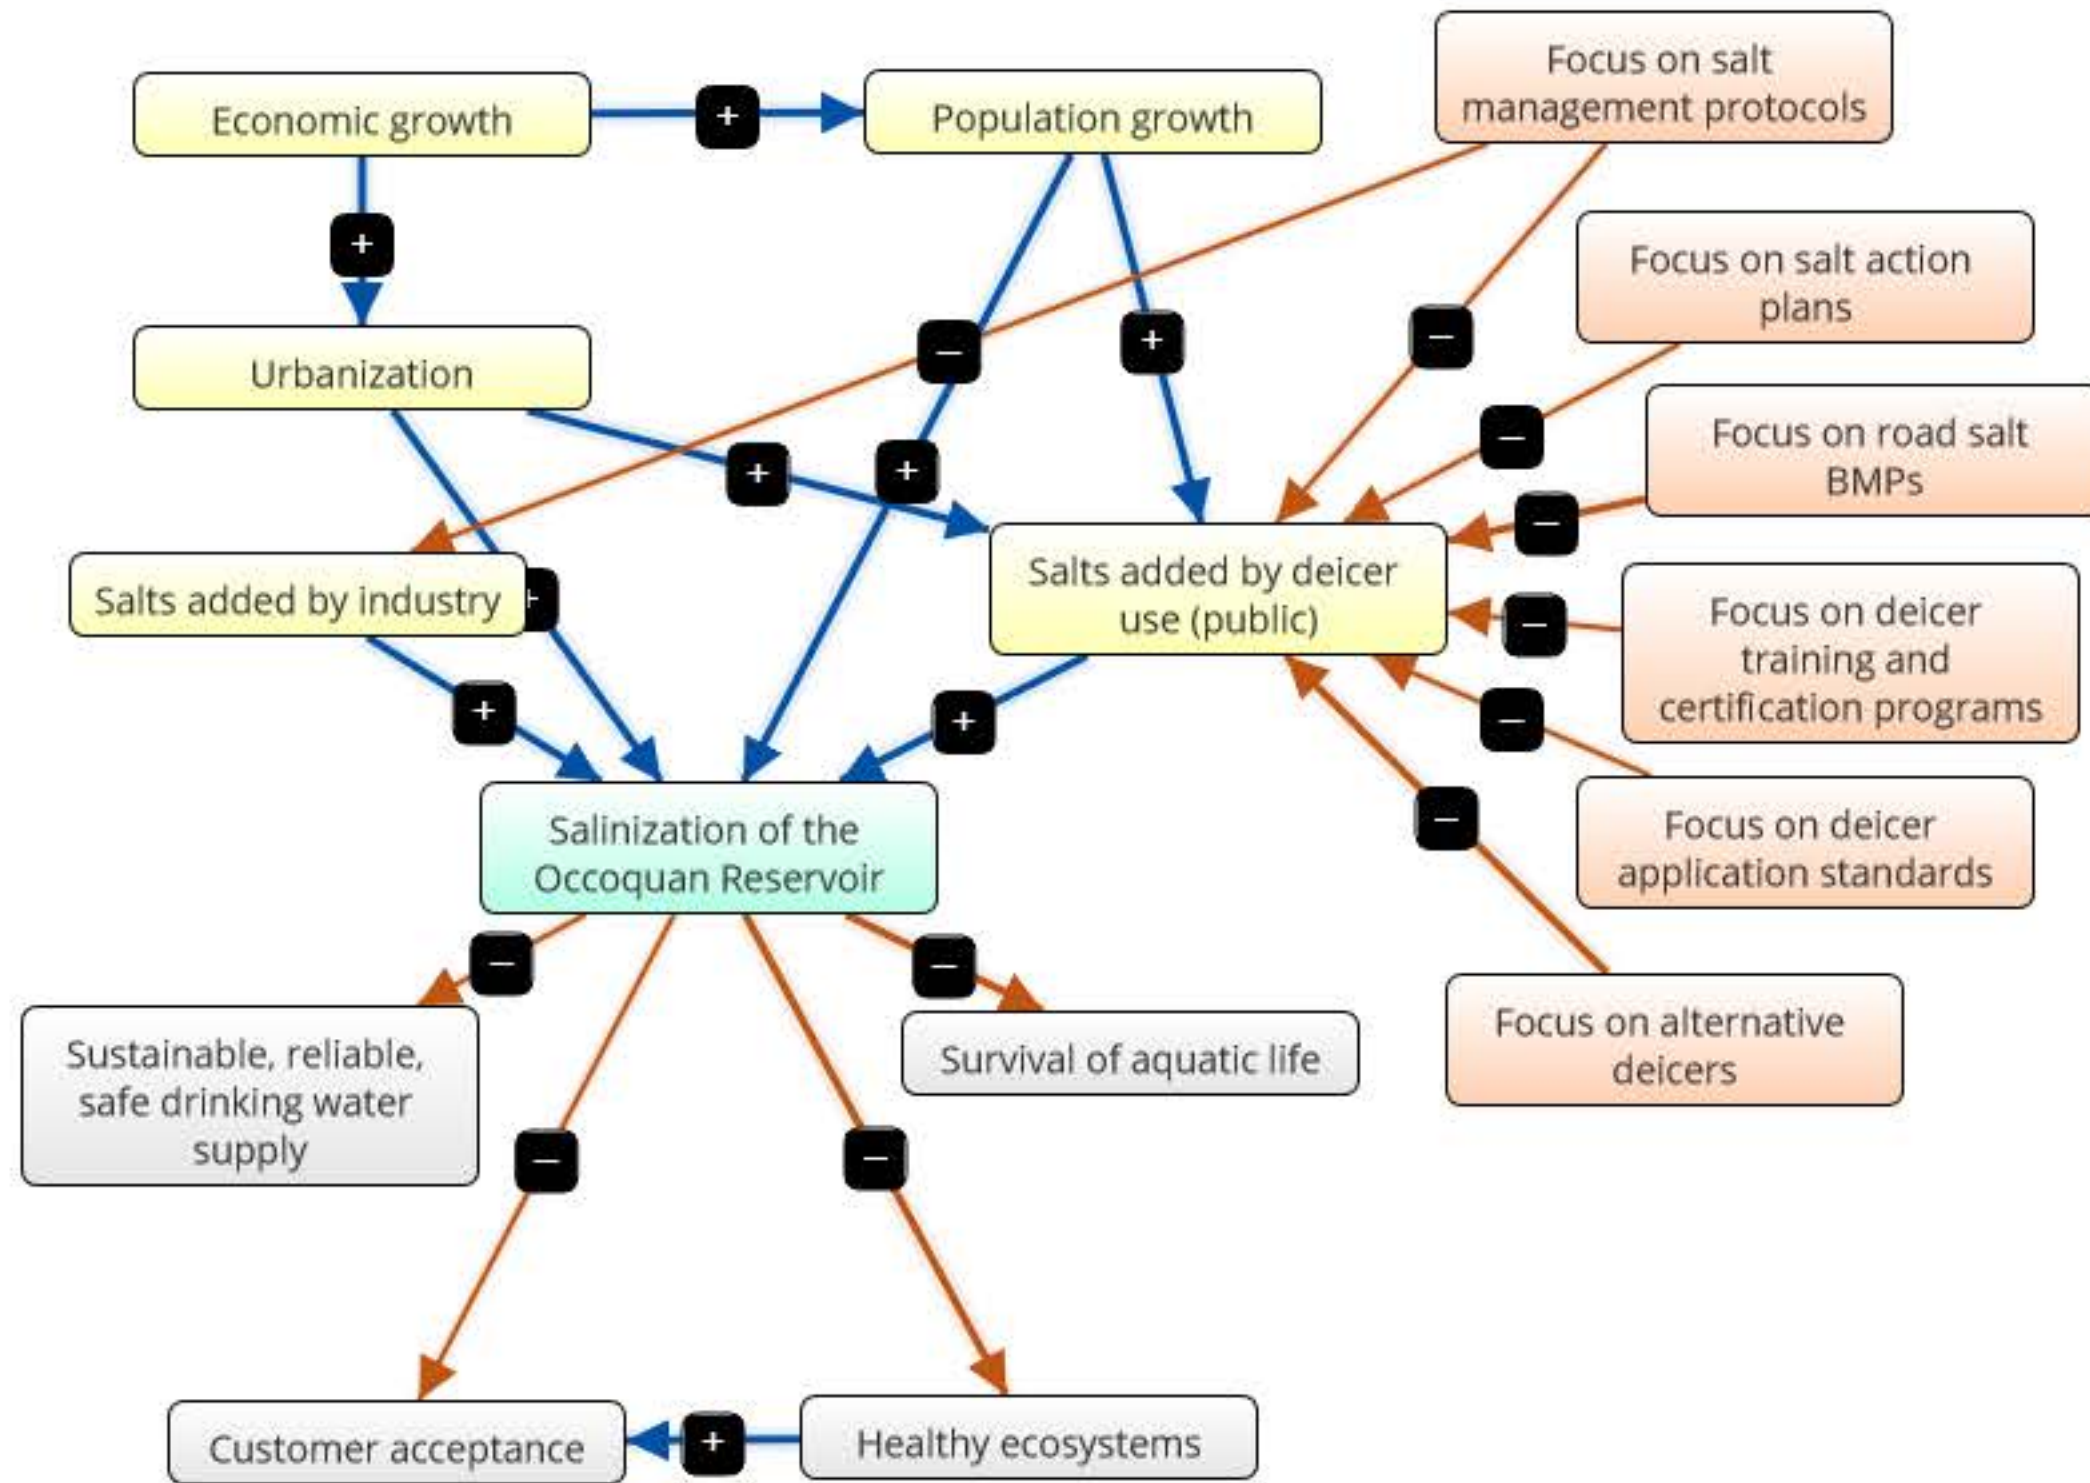 Economic growth
+
Population growth
Focus on salt
management protocols
+
Focus on salt action
plans
Urbanization
−
+
−
−
Focus on road salt
BMPs
+
+
−
Salts added by industry
+
Salts added by deicer
use (public)
−
Focus on deicer
training and
certification programs
+
+
−
Salinization of the
Occoquan Reservoir
−
Focus on deicer
application standards
−
−
Sustainable, reliable,
safe drinking water
supply
Survival of aquatic life
Focus on alternative
deicers
−
−
Customer acceptance
+
Healthy ecosystems